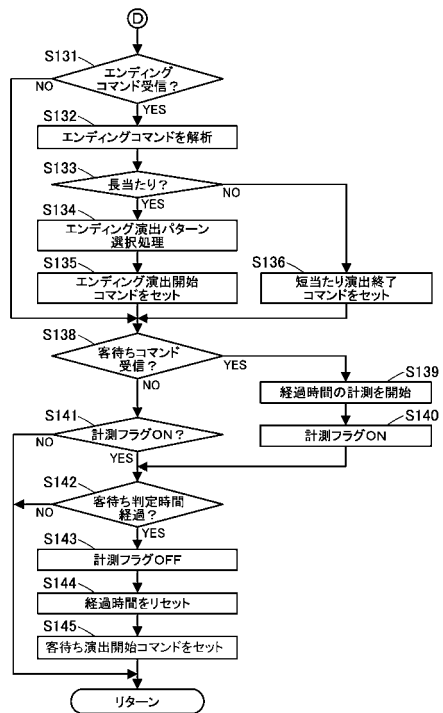 D
S131
エンディング
コマンド受信？
NO
YES
S132
エンディングコマンドを解析
S133
長当たり？
NO
YES
S134
エンディング演出パターン
選択処理
S135
エンディング演出開始
コマンドをセット
S136
短当たり演出終了
コマンドをセット
S138
客待ちコマンド
受信？
YES
NO
S139
経過時間の計測を開始
S140
計測フラグON
S141
計測フラグON？
NO
YES
S142
客待ち判定時間
経過？
NO
YES
S143
計測フラグOFF
S144
経過時間をリセット
S145
客待ち演出開始コマンドをセット
リターン